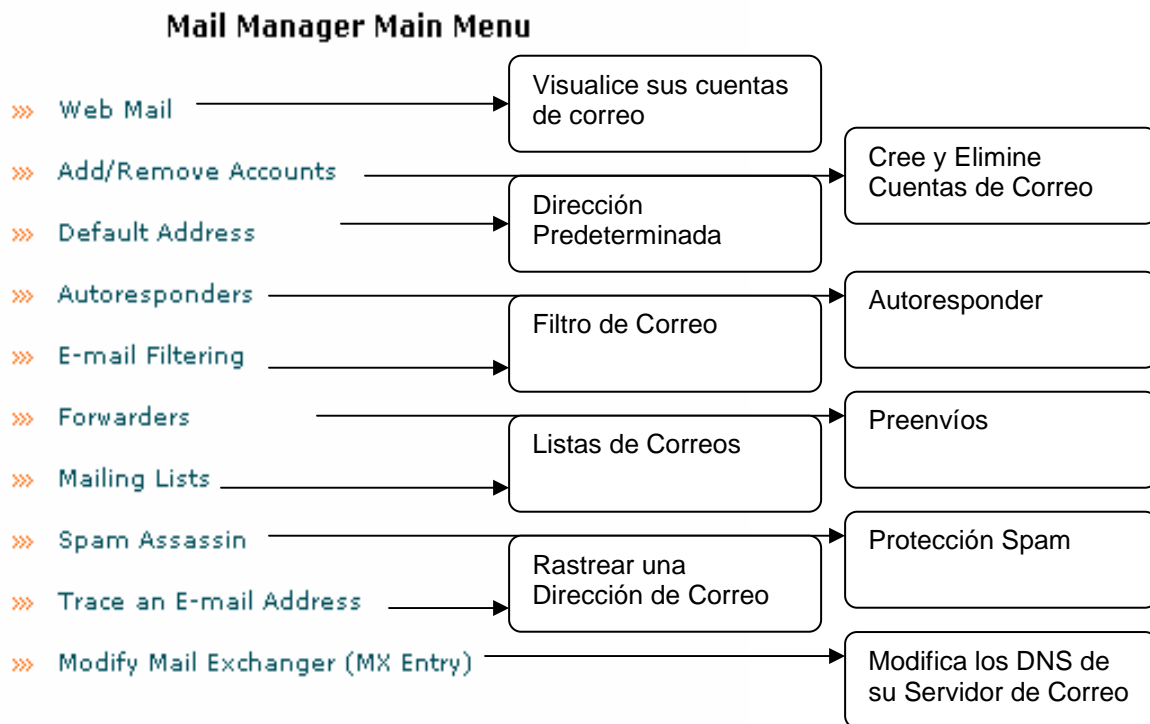 Mail Manager Main Menu
»» Web Mail
Visualice sus cuentas
de correo
»» Add/Remove Accounts
Cree y Elimine
Cuentas de Correo
»» Default Address
Dirección
Predeterminada
»» Autoresponders
Autoresponder
»» E-mail Filtering
Filtro de Correo
»» Forwarders
Preenvíos
»» Mailing Lists
Listas de Correos
»» Spam Assassin
Protección Spam
»» Trace an E-mail Address
Rastrear una
Dirección de Correo
»» Modify Mail Exchanger (MX Entry)
Modifica los DNS de
su Servidor de Correo